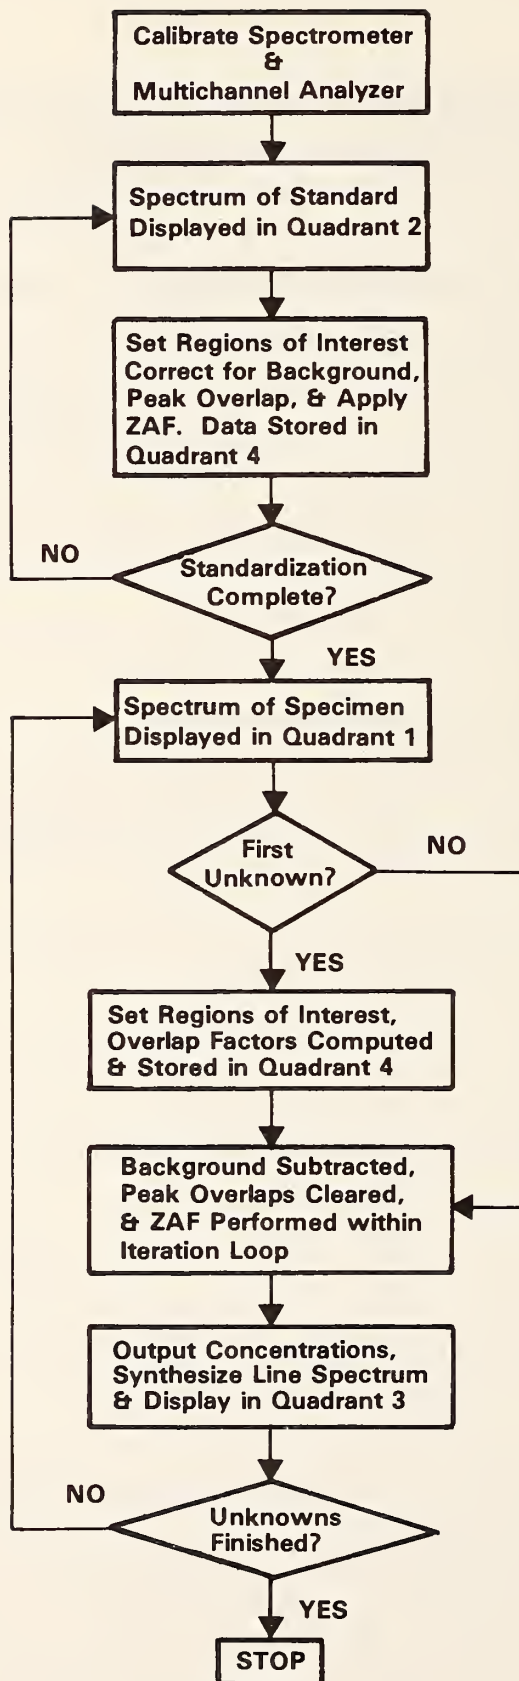 Calibrate Spectrometer
&
Multichannel Analyzer
Spectrum of Standard
Displayed in Quadrant 2
Set Regions of Interest
Correct for Background,
Peak Overlap, & Apply
ZAF. Data Stored in
Quadrant 4
NO
Standardization
Complete?
YES
Spectrum of Specimen
Displayed in Quadrant 1
First
Unknown?
NO
YES
Set Regions of Interest,
Overlap Factors Computed
& Stored in Quadrant 4
Background Subtracted,
Peak Overlaps Cleared,
& ZAF Performed within
Iteration Loop
Output Concentrations,
Synthesize Line Spectrum
& Display in Quadrant 3
NO
Unknowns
Finished?
YES
STOP